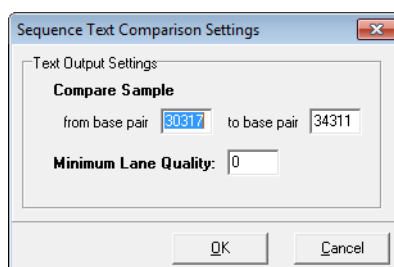 Sequence Text Comparison Settings
Text Output Settings
Compare Sample
from base pair 30317 to base pair 34311
Minimum Lane Quality: 0
OK Cancel